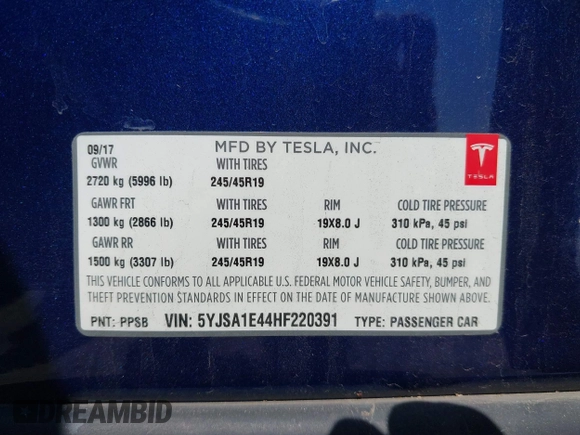 09/17 MFD BY TESLA, INC.
GVWR WITH TIRES
2720 kg (5996 lb) 245/45R19
TESLA
GAWR FRT WITH TIRES RIM COLD TIRE PRESSURE
1300 kg (2866 lb) 245/45R19 19X8.0 J 310 kPa, 45 psi
GAWR RR WITH TIRES RIM COLD TIRE PRESSURE
1500 kg (3307 lb) 245/45R19 19X8.0 J 310 kPa, 45 psi
THIS VEHICLE CONFORMS TO ALL APPLICABLE U.S. FEDERAL MOTOR VEHICLE SAFETY, BUMPER, AND
THEFT PREVENTION STANDARDS IN EFFECT ON THE DATE OF MANUFACTURE SHOWN ABOVE.
PNT: PPSB VIN: 5YJSA1E44HF220391 TYPE: PASSENGER CAR
DREAMBID